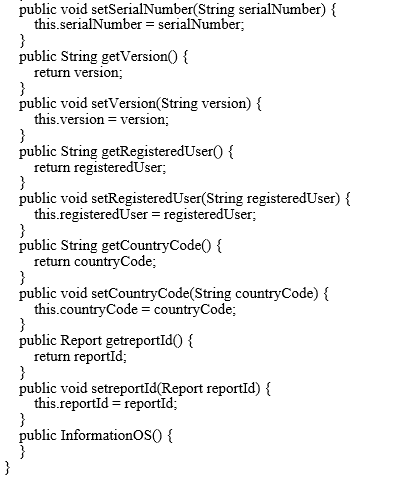 public void setSerialNumber(String serialNumber) {
this.serialNumber = serialNumber;
}
public String getVersion() {
return version;
}
public void setVersion(String version) {
this.version = version;
}
public String getRegisteredUser() {
return registeredUser;
}
public void setRegisteredUser(String registeredUser) {
this.registeredUser = registeredUser;
}
public String getCountryCode() {
return countryCode;
}
public void setCountryCode(String countryCode) {
this.countryCode = countryCode;
}
public Report getreportId() {
return reportId;
}
public void setreportId(Report reportId) {
this.reportId = reportId;
}
public InformationOS() {
}
}